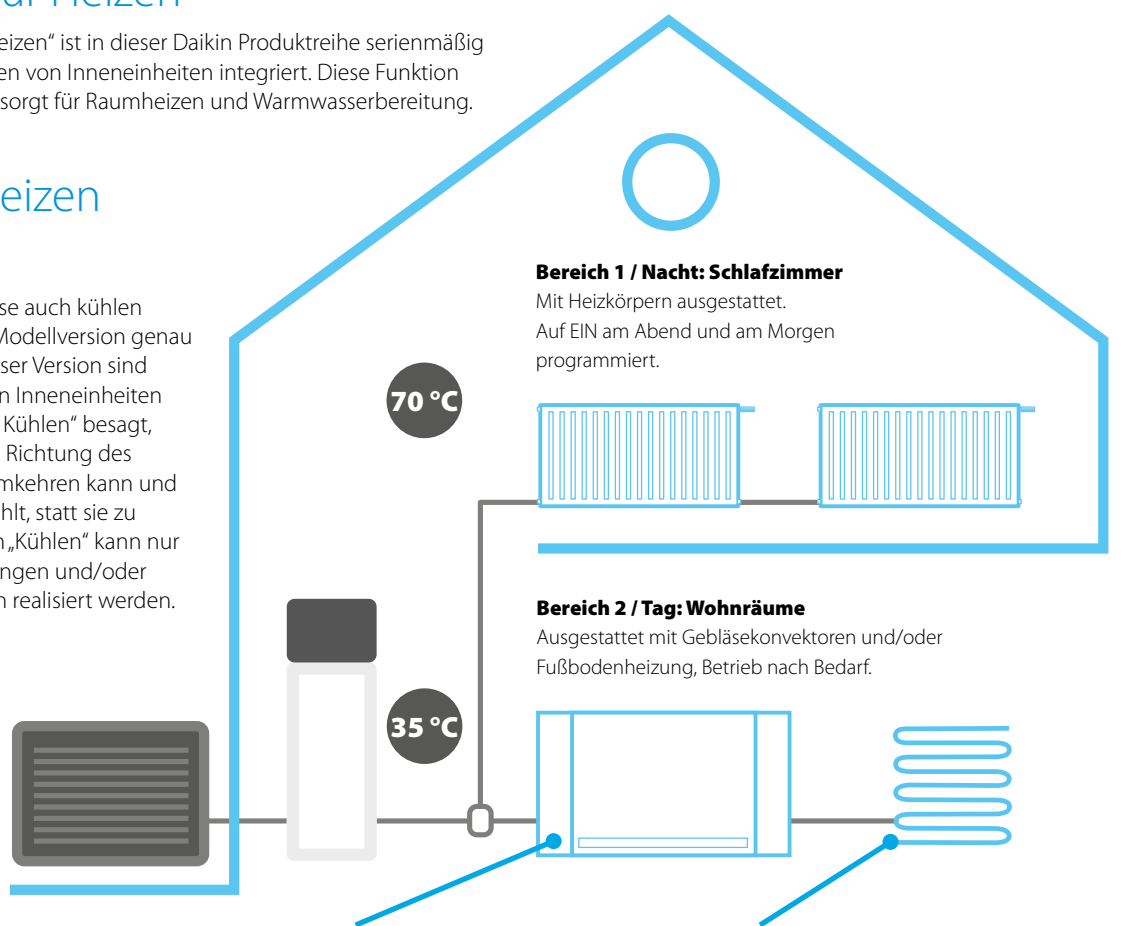 Heizen
eizen“ ist in dieser Daikin Produktreihe serienmäßig
en von Inneneinheiten integriert. Diese Funktion
sorgt für Raumheizen und Warmwasserbereitung.
eizen
se auch kühlen
Modellversion genau
ser Version sind
n Inneneinheiten
Kühlen“ besagt,
Richtung des
mkehren kann und
hlt, statt sie zu
n „Kühlen“ kann nur
ngen und/oder
n realisiert werden.
Bereich 1 / Nacht: Schlafzimmer
Mit Heizkörpern ausgestattet.
Auf EIN am Abend und am Morgen
programmiert.
70 °C
Bereich 2 / Tag: Wohnräume
Ausgestattet mit Gebläsekonvektoren und/oder
Fußbodenheizung, Betrieb nach Bedarf.
35 °C